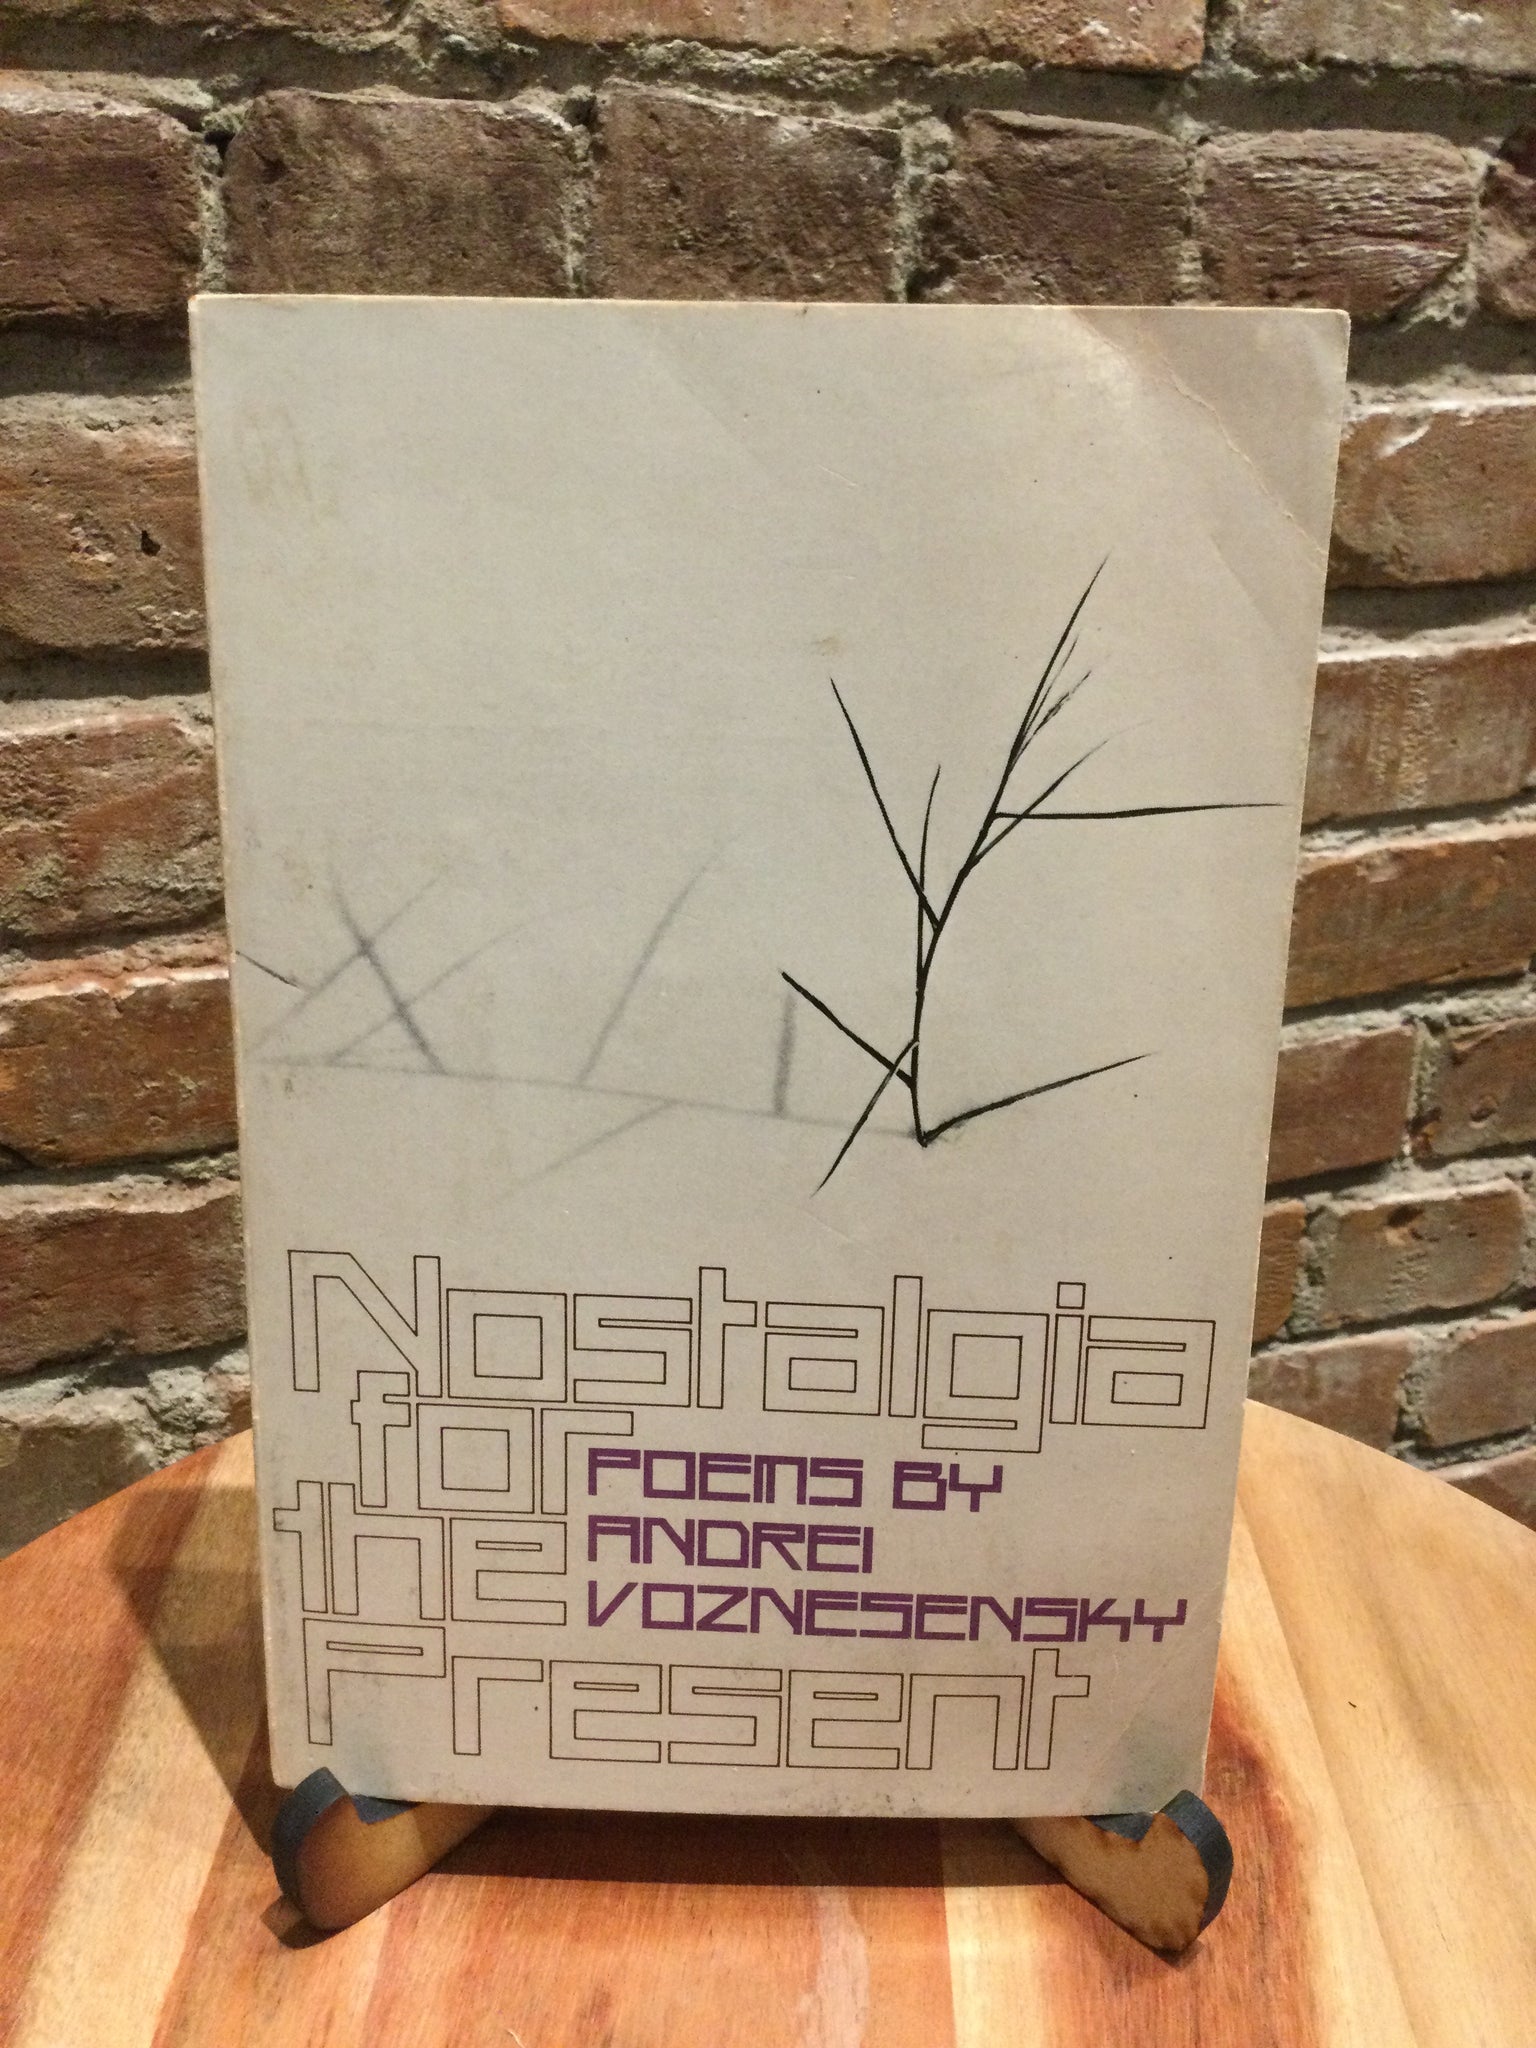 Nostalgia
for
the
Present
POEMS BY
ANDREI
VOZNESENSKY